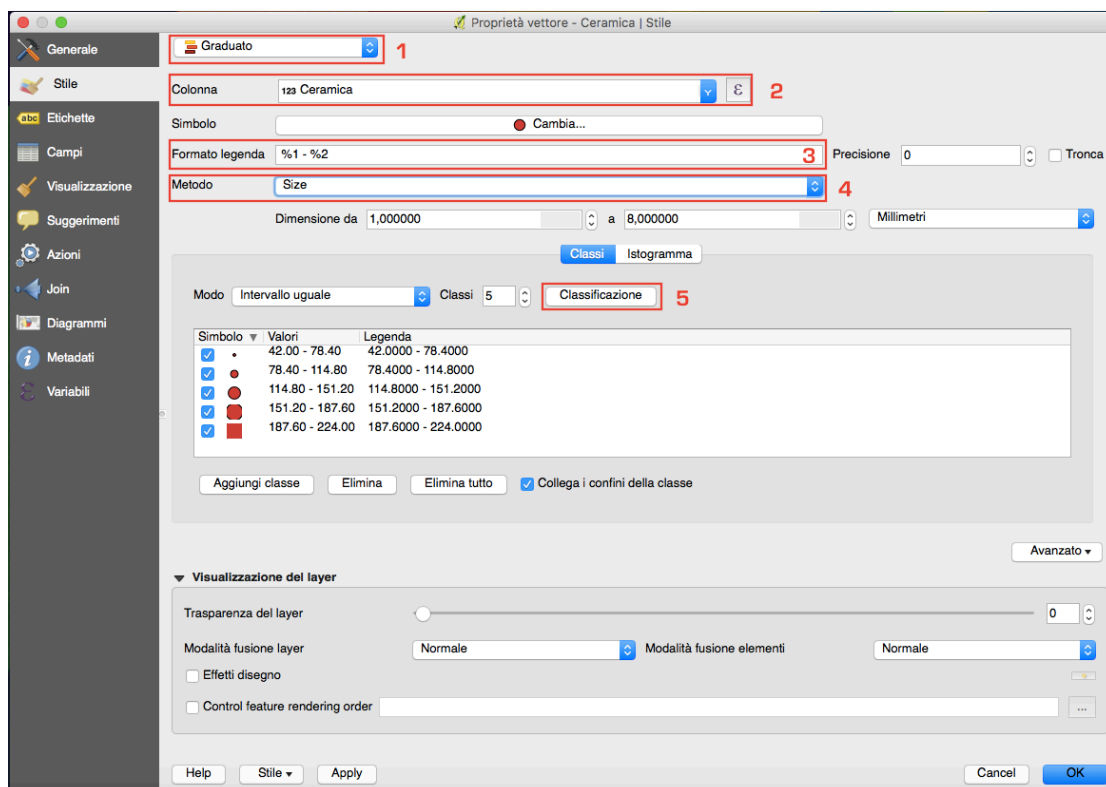 Proprietà vettore - Ceramica | Stile
Generale
Stile
abc Etichette
Campi
Visualizzazione
Suggerimenti
Azioni
Join
Diagrammi
Metadati
Variabili
Graduato 1
Colonna 123 Ceramica ε 2
Simbolo Cambia...
Formato legenda %1 - %2 3 Precisione 0 Tronca
Metodo Size 4
Dimensione da 1,000000 a 8,000000 Millimetri
Classi Istogramma
Modo Intervallo uguale Classi 5 Classificazione 5
Simbolo Valori Legenda
42.00 - 78.40 42.0000 - 78.4000
78.40 - 114.80 78.4000 - 114.8000
114.80 - 151.20 114.8000 - 151.2000
151.20 - 187.60 151.2000 - 187.6000
187.60 - 224.00 187.6000 - 224.0000
Aggiungi classe Elimina Elimina tutto Collega i confini della classe
Avanzato
Visualizzazione del layer
Trasparenza del layer 0
Modalità fusione layer Normale Modalità fusione elementi Normale
Effetti disegno
Control feature rendering order ...
Help Stile Apply Cancel OK